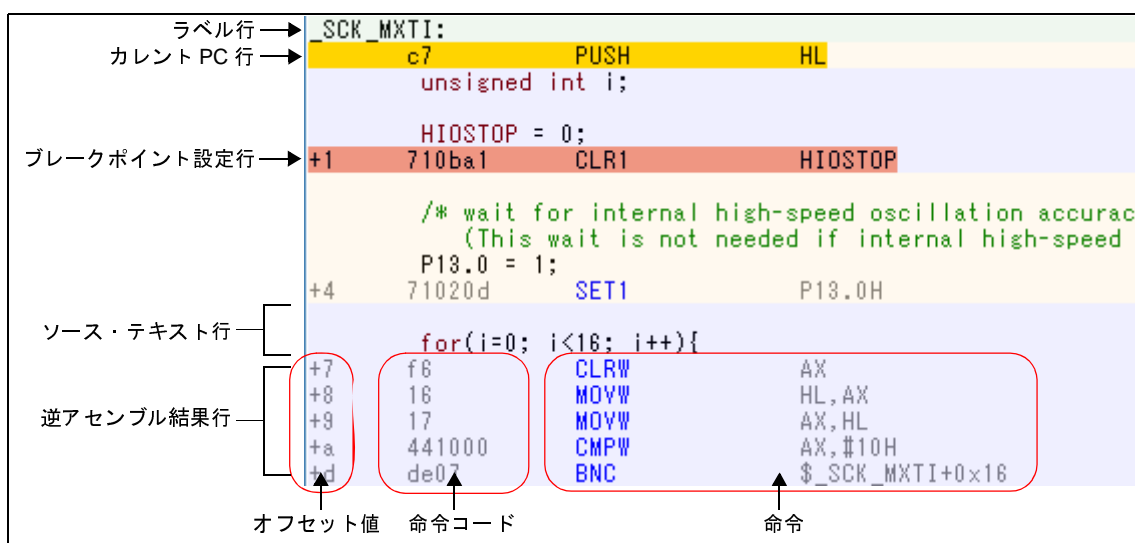 ラベル行 _SCK_MXTI:
カレント PC 行 c7 PUSH HL
unsigned int i;
HIOSTOP = 0;
ブレークポイント設定行 +1 710ba1 CLR1 HIOSTOP
/* wait for internal high-speed oscillation accurac
(This wait is not needed if internal high-speed
P13.0 = 1;
+4 71020d SET1 P13.0H
ソース・テキスト行
for(i=0; i<16; i++){
+7 f6 CLRW AX
+8 16 MOVW HL,AX
逆アセンブル結果行 +9 17 MOVW AX,HL
+a 441000 CMPW AX,#10H
+d de07 BNC $_SCK_MXTI+0x16
オフセット値 命令コード 命令